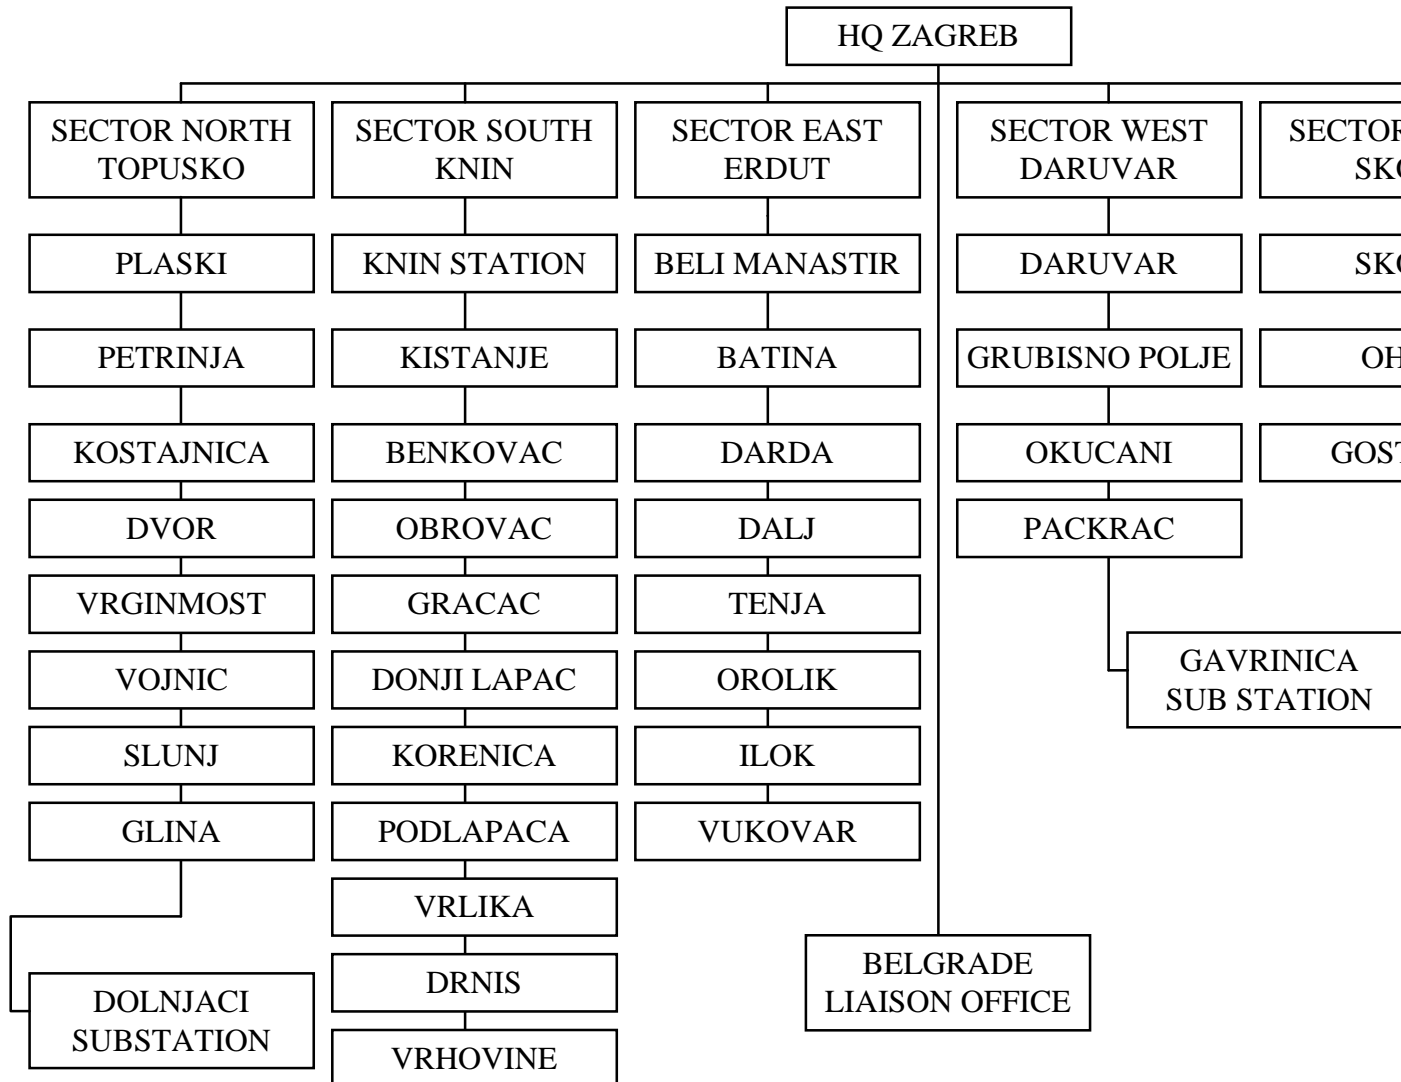 HQ ZAGREB
SECTOR NORTH
TOPUSKO
PLASKI
PETRINJA
KOSTAJNICA
DVOR
VRGINMOST
VOJNIC
SLUNJ
GLINA
DOLNJACI
SUBSTATION
SECTOR SOUTH
KNIN
KNIN STATION
KISTANJE
BENKOVAC
OBROVAC
GRACAC
DONJI LAPAC
KORENICA
PODLAPACA
VRLIKA
DRNIS
VRHOVINE
SECTOR EAST
ERDUT
BELI MANASTIR
BATINA
DARDA
DALJ
TENJA
OROLIK
ILOK
VUKOVAR
BELGRADE
LIAISON OFFICE
SECTOR WEST
DARUVAR
DARUVAR
GRUBISNO POLJE
OKUCANI
PACKRAC
GAVRINICA
SUB STATION
SECTOR